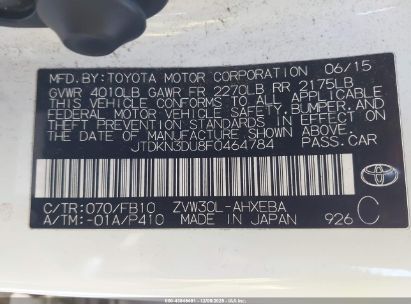 MFD.BY:TOYOTA MOTOR CORPORATION 06/15
GVWR 4010LB GAWR FR 2270LB RR 2175LB
THIS VEHICLE CONFORMS TO ALL APPLICABLE
FEDERAL MOTOR VEHICLE SAFETY,BUMPER,AND
THEFT PREVENTION STANDARDS IN EFFECT ON
THE DATE OF MANUFACTURE SHOWN ABOVE.
JTDKN3DU8F0464784 PASS.CAR
C/TR:070/FB10 ZVW30L-AHXEBA C
A/TM:-01A/P410 MADE IN JAPAN 926
TOYOTA